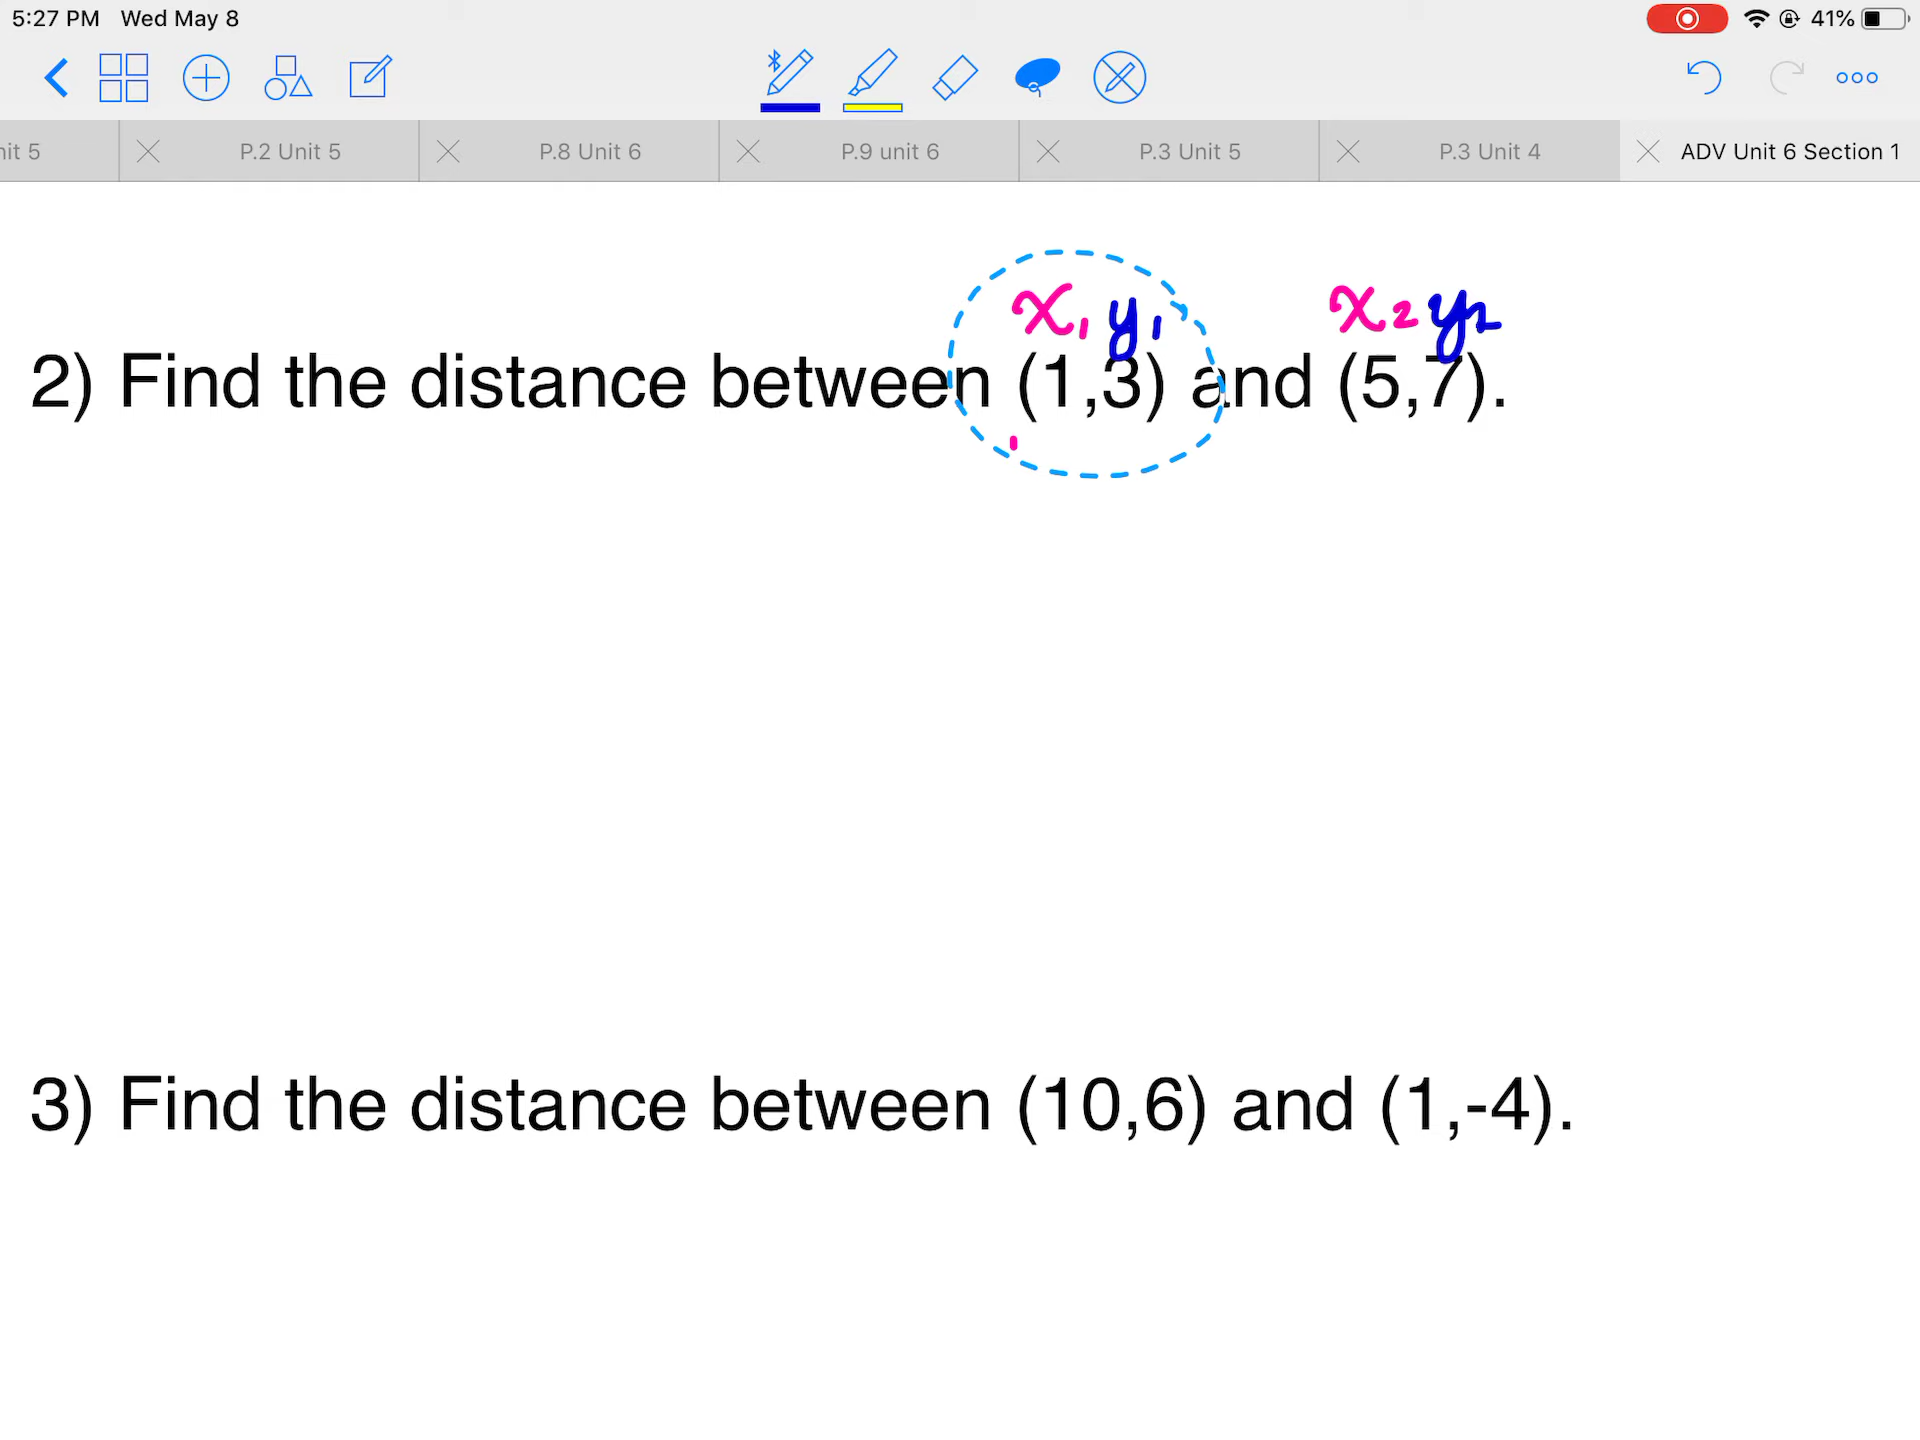 5:27 PM Wed May 8 41%
nit 5 P.2 Unit 5 P.8 Unit 6 P.9 unit 6 P.3 Unit 5 P.3 Unit 4 ADV Unit 6 Section 1
x₁ y₁ x₂ y₂
2) Find the distance between (1,3) and (5,7).
3) Find the distance between (10,6) and (1,-4).